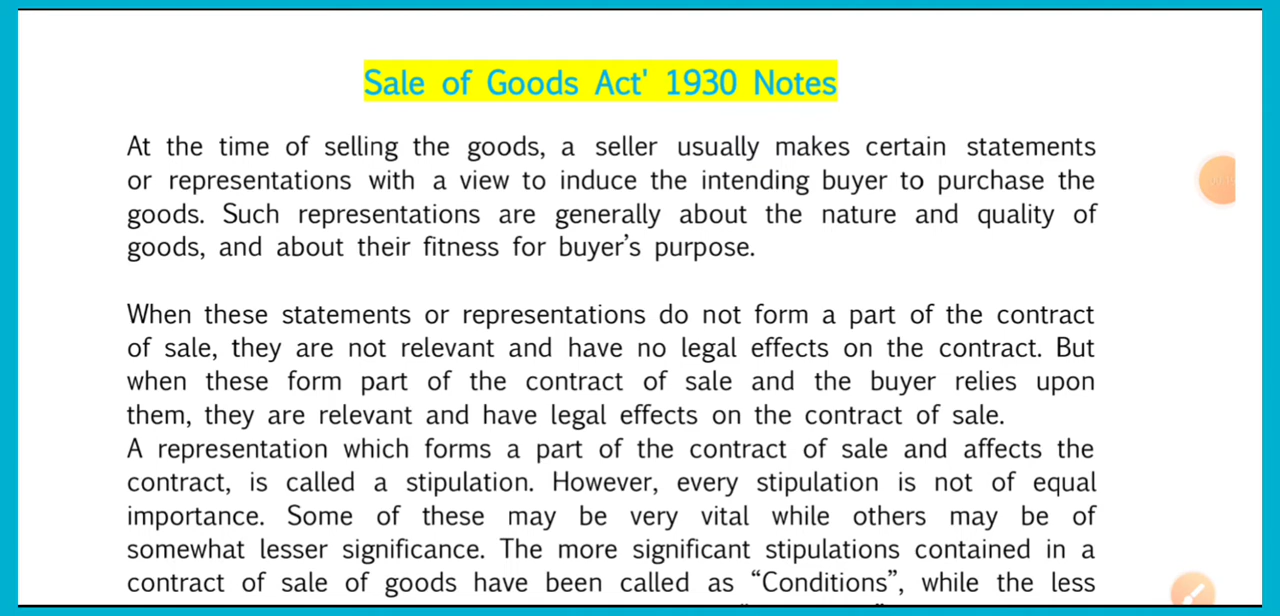 Sale of Goods Act' 1930 Notes
At the time of selling the goods, a seller usually makes certain statements
or representations with a view to induce the intending buyer to purchase the
goods. Such representations are generally about the nature and quality of
goods, and about their fitness for buyer’s purpose.
When these statements or representations do not form a part of the contract
of sale, they are not relevant and have no legal effects on the contract. But
when these form part of the contract of sale and the buyer relies upon
them, they are relevant and have legal effects on the contract of sale.
A representation which forms a part of the contract of sale and affects the
contract, is called a stipulation. However, every stipulation is not of equal
importance. Some of these may be very vital while others may be of
somewhat lesser significance. The more significant stipulations contained in a
contract of sale of goods have been called as “Conditions”, while the less